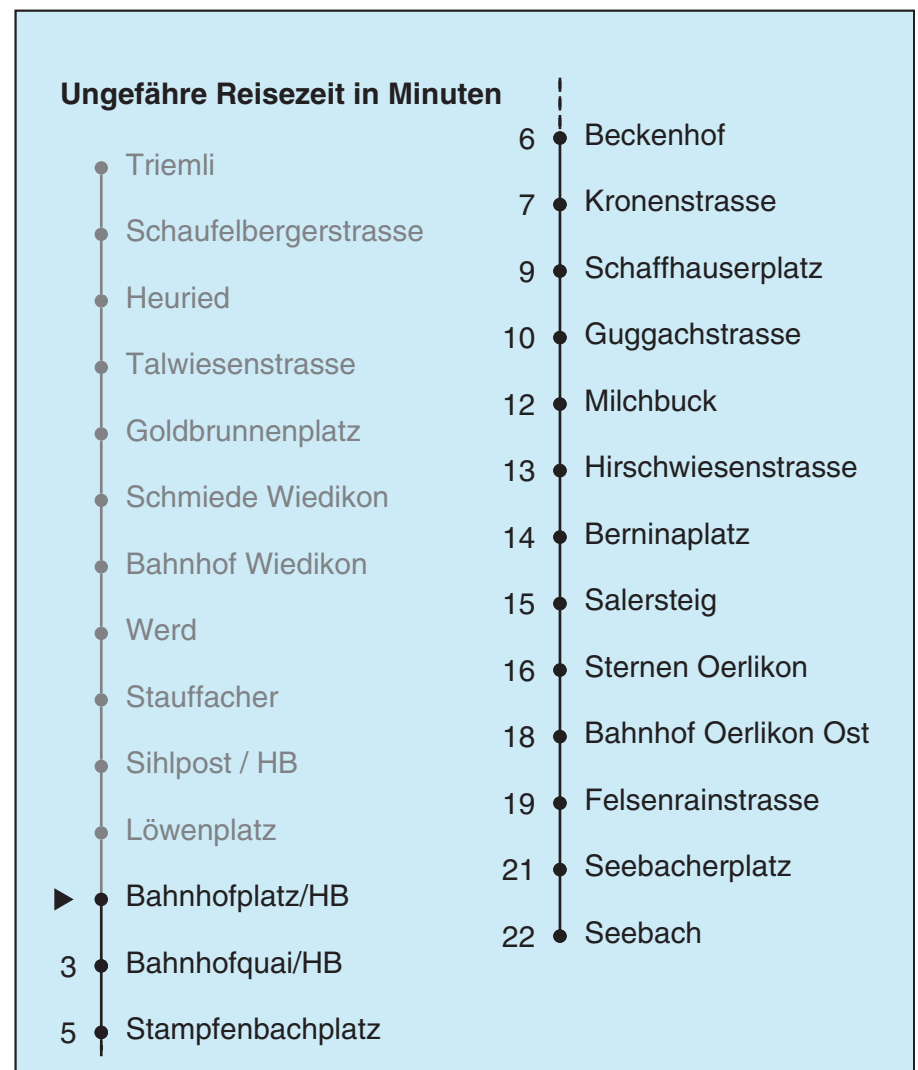 Ungefähre Reisezeit in Minuten
Triemli
Schaufelbergerstrasse
Heuried
Talwiesenstrasse
Goldbrunnenplatz
Schmiede Wiedikon
Bahnhof Wiedikon
Werd
Stauffacher
Sihlpost / HB
Löwenplatz
Bahnhofplatz/HB
3 Bahnhofquai/HB
5 Stampfenbachplatz
6 Beckenhof
7 Kronenstrasse
9 Schaffhauserplatz
10 Guggachstrasse
12 Milchbuck
13 Hirschwiesenstrasse
14 Berninaplatz
15 Salersteig
16 Sternen Oerlikon
18 Bahnhof Oerlikon Ost
19 Felsenrainstrasse
21 Seebacherplatz
22 Seebach